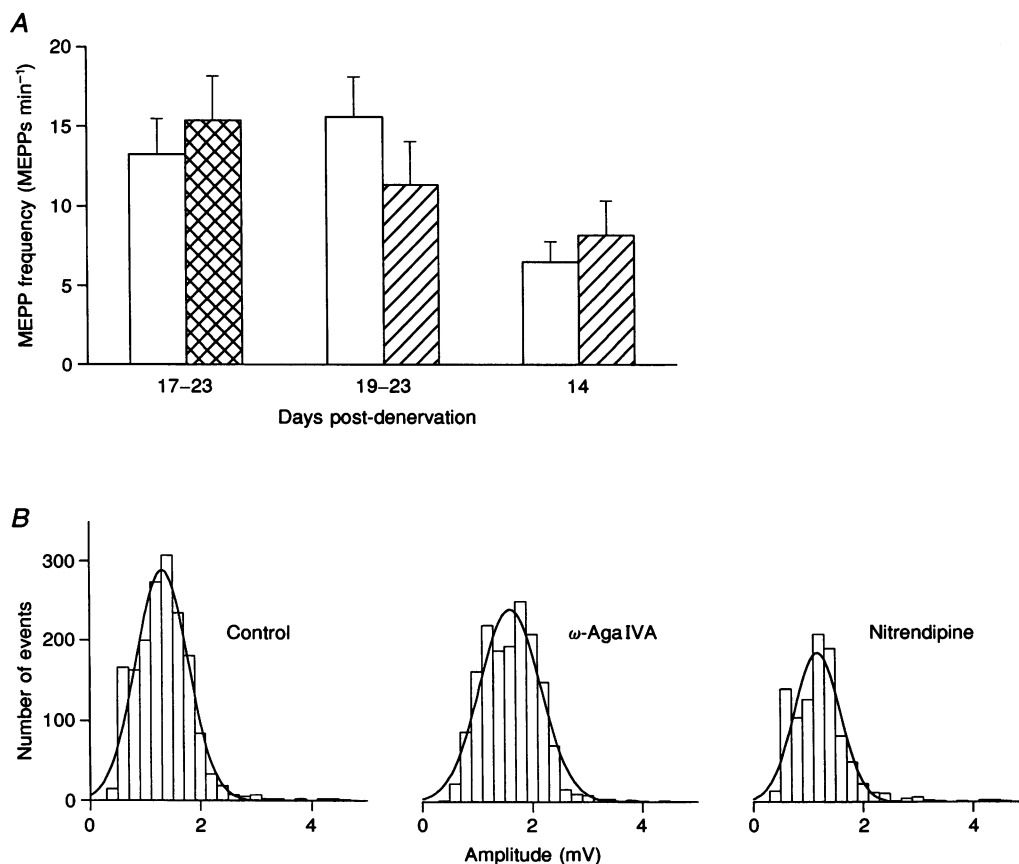 A
MEPP frequency (MEPPs min⁻¹)
20
15
10
5
0
17–23 19–23 14
Days post-denervation
B
Number of events
300
200
100
0
Control
ω-Aga IVA
Nitrendipine
0 2 4 0 2 4 0 2 4
Amplitude (mV)